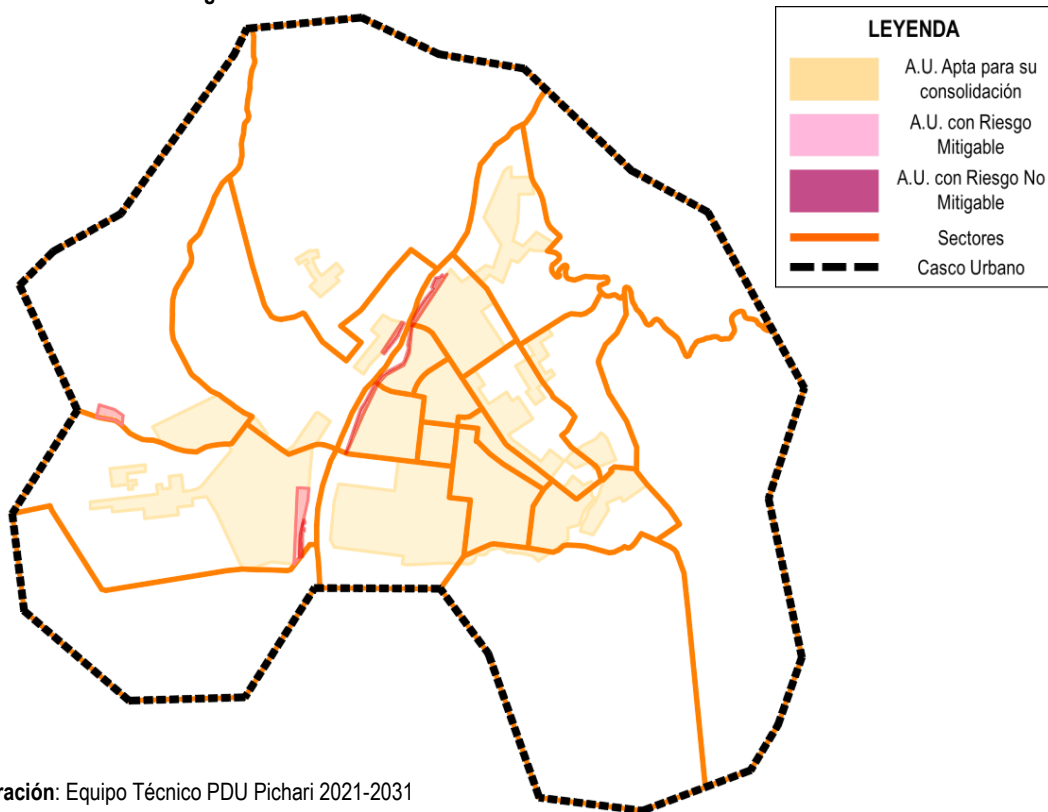 LEYENDA
A.U. Apta para su
consolidación
A.U. con Riesgo
Mitigable
A.U. con Riesgo No
Mitigable
Sectores
Casco Urbano
ración: Equipo Técnico PDU Pichari 2021-2031